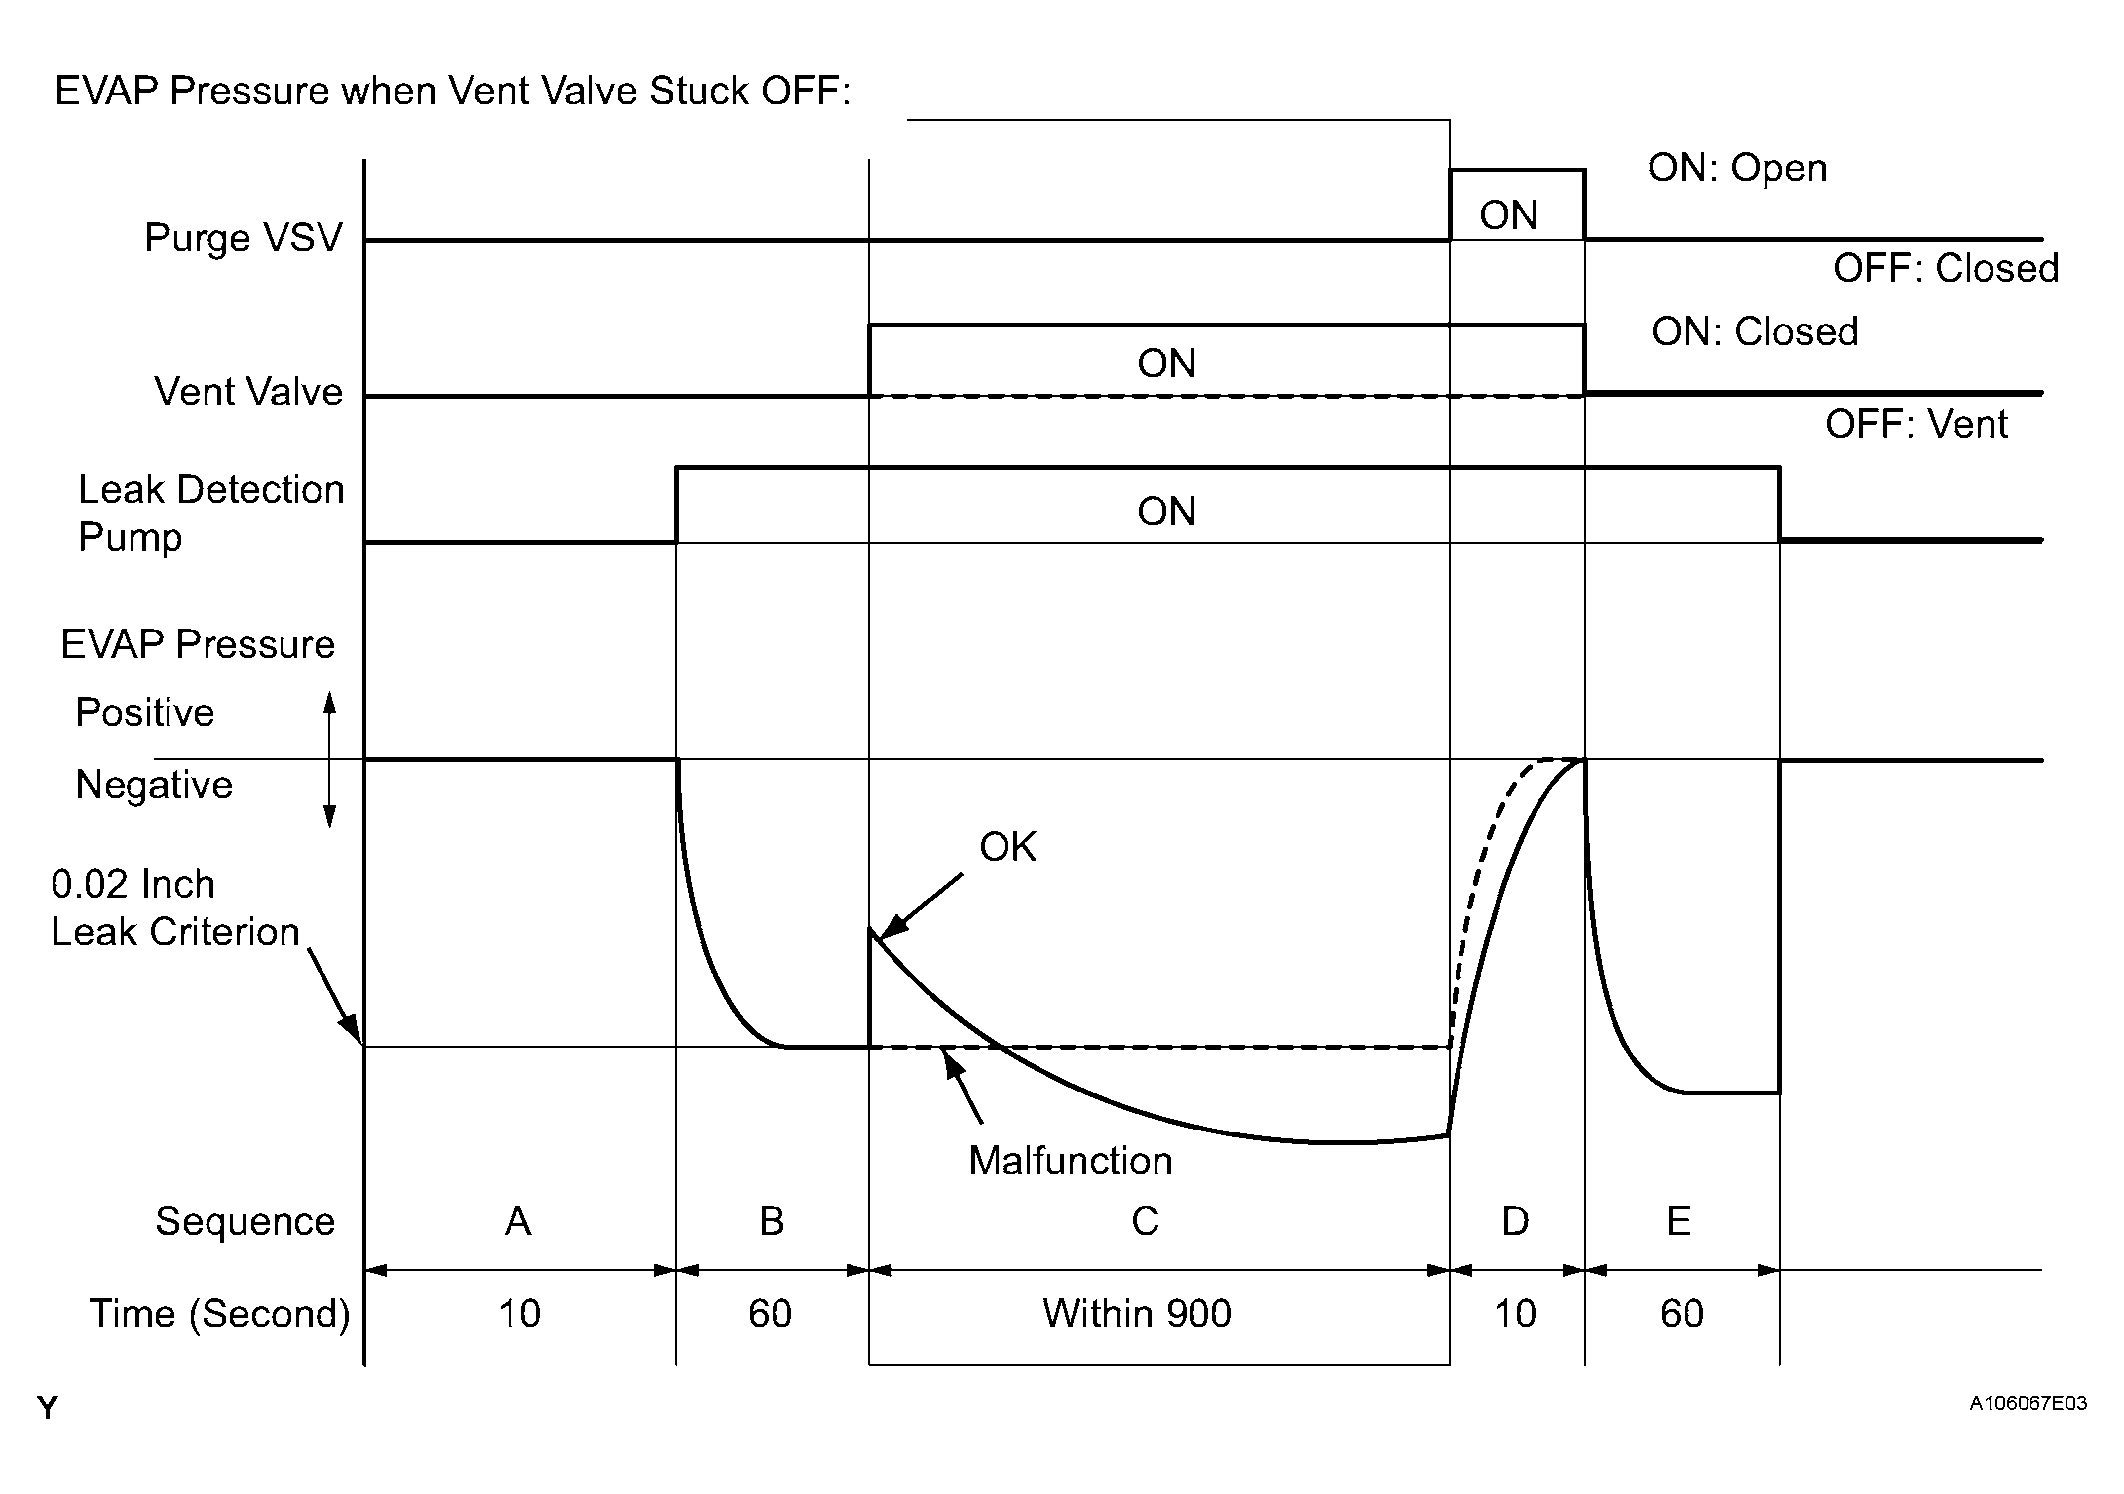 EVAP Pressure when Vent Valve Stuck OFF:
ON: Open
ON
Purge VSV
OFF: Closed
ON: Closed
ON
Vent Valve
OFF: Vent
Leak Detection
Pump
ON
EVAP Pressure
Positive
Negative
OK
0.02 Inch
Leak Criterion
Malfunction
Sequence A B C D E
Time (Second) 10 60 Within 900 10 60
Y
A106067E03